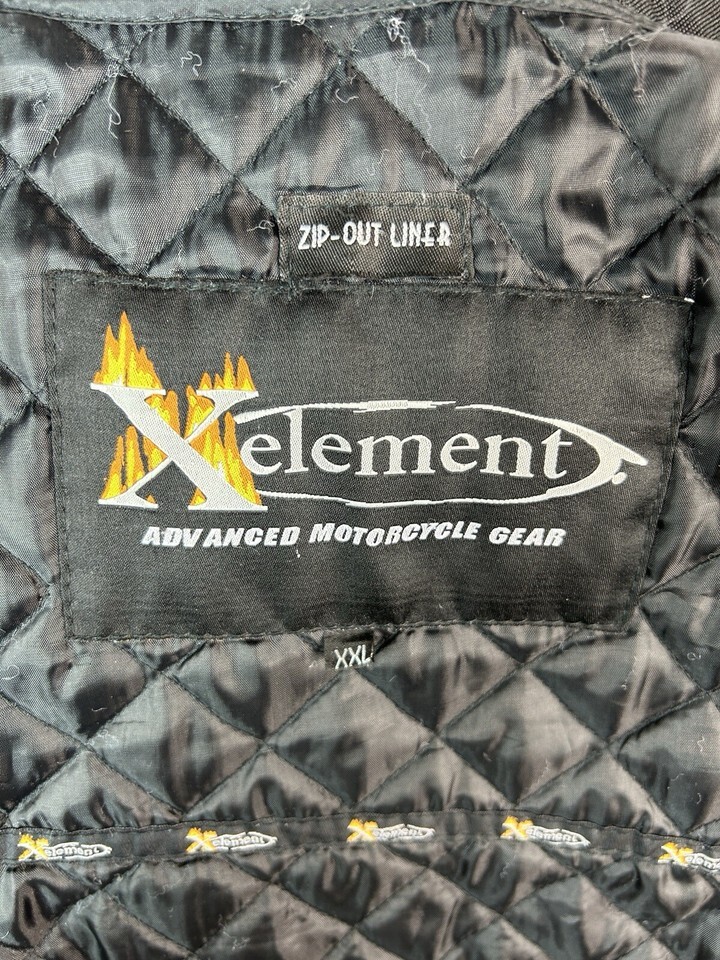 ZIP-OUT LINER
Xelement
ADVANCED MOTORCYCLE GEAR
XXL
Xelement Xelement Xelement Xelement Xelement